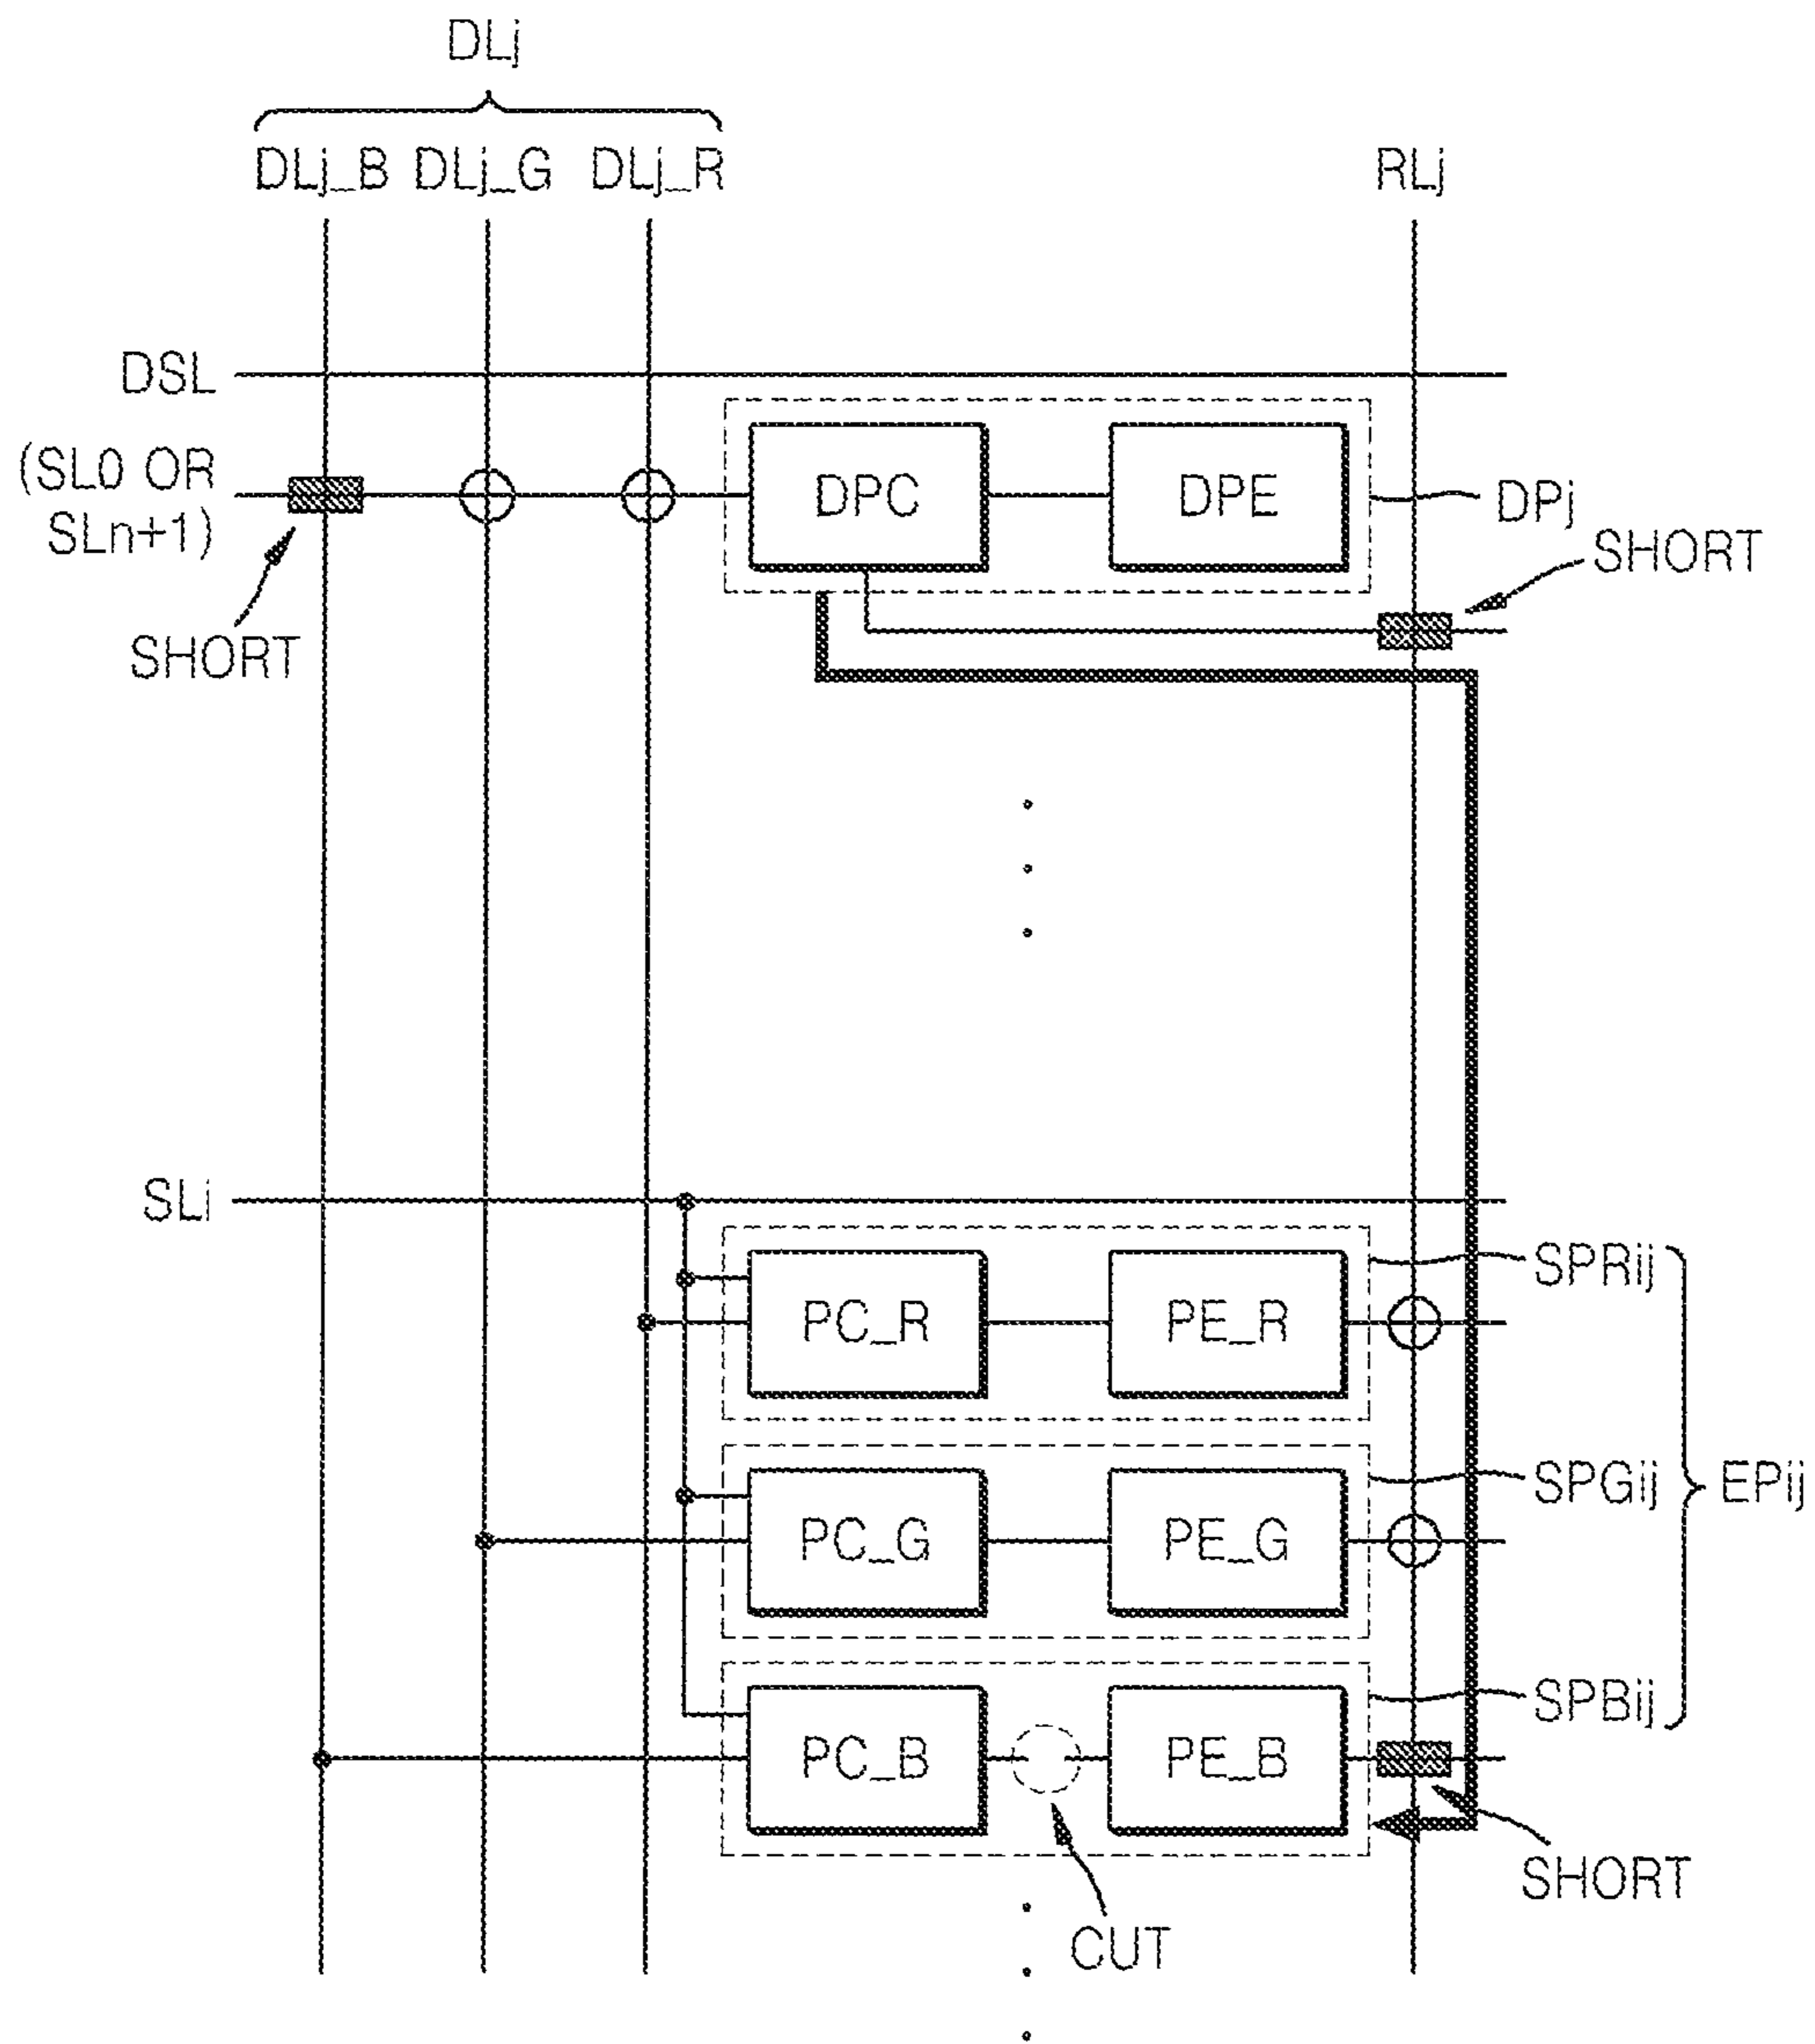 DLj
DLj_B DLj_G DLj_R
RLj
DSL
(SL0 OR
SLn+1)
DPC
DPE
DPj
SHORT
SHORT
SLi
PC_R
PE_R
SPRij
PC_G
PE_G
SPGij
EPij
PC_B
PE_B
SPBij
SHORT
CUT